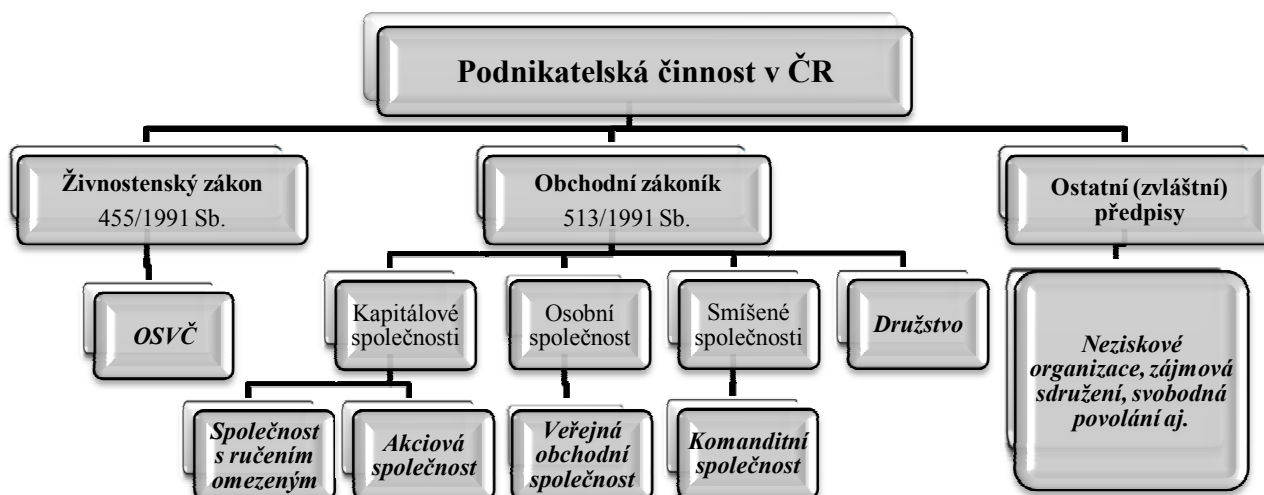 Podnikatelská činnost v ČR
Živnostenský zákon
455/1991 Sb.
Obchodní zákoník
513/1991 Sb.
Ostatní (zvláštní)
předpisy
OSVČ
Kapitálové
společnosti
Osobní
společnost
Smíšené
společnosti
Družstvo
Neziskové
organizace, zájmová
sdružení, svobodná
povolání aj.
Společnost
s ručením
omezeným
Akciová
společnost
Veřejná
obchodní
společnost
Komanditní
společnost